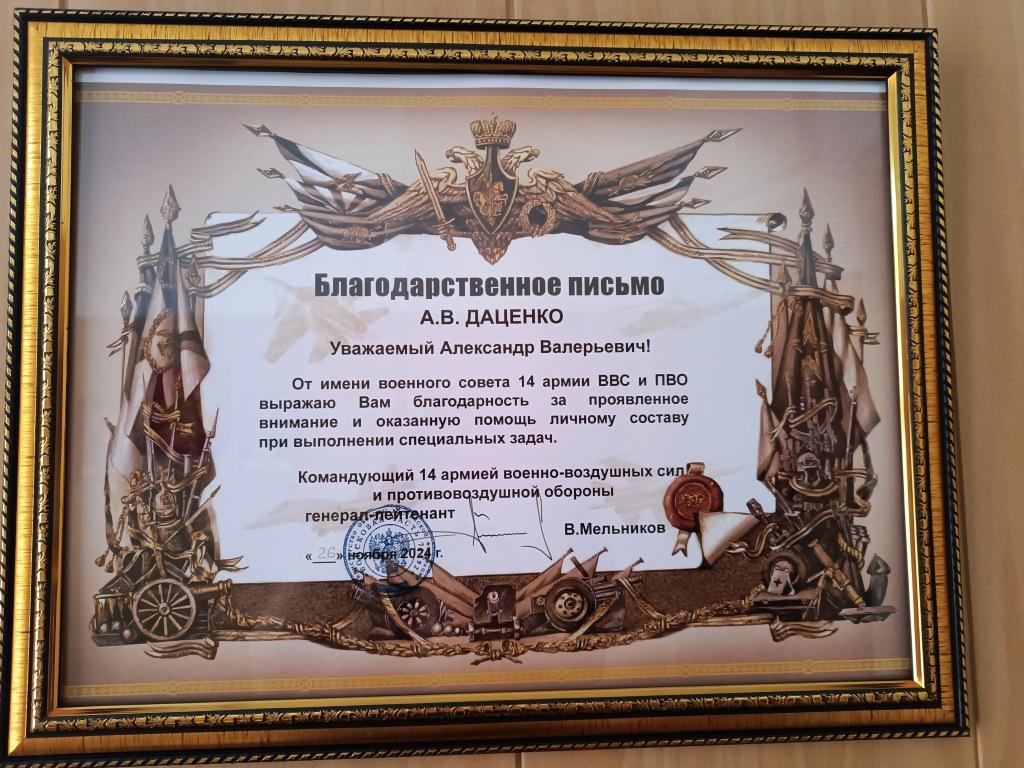 Благодарственное письмо
А.В. ДАЦЕНКО
Уважаемый Александр Валерьевич!
От имени военного совета 14 армии ВВС и ПВО
выражаю Вам благодарность за проявленное
внимание и оказанную помощь личному составу
при выполнении специальных задач.
Командующий 14 армией военно-воздушных сил
и противовоздушной обороны
генерал-лейтенант
В.Мельников
« 26 » ноября 2024 г.